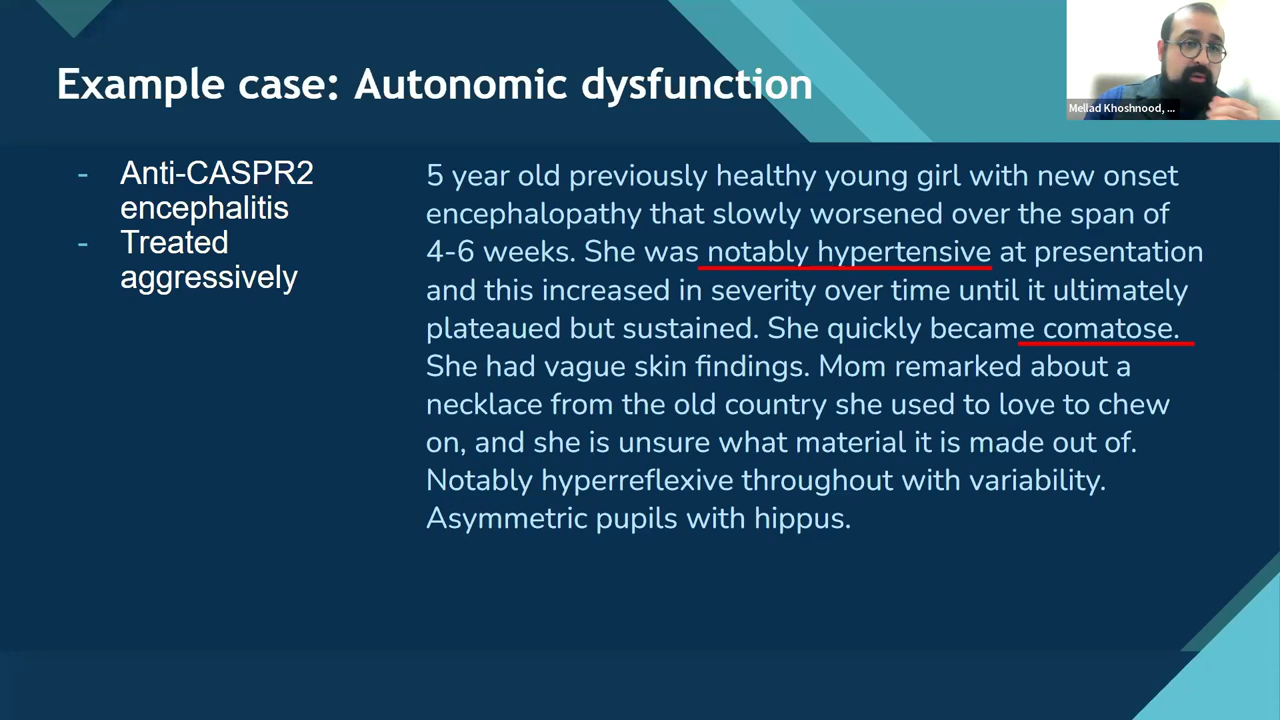 Example case: Autonomic dysfunction
Mellad Khoshnood, ...
- Anti-CASPR2
encephalitis
- Treated
aggressively
5 year old previously healthy young girl with new onset
encephalopathy that slowly worsened over the span of
4-6 weeks. She was notably hypertensive at presentation
and this increased in severity over time until it ultimately
plateaued but sustained. She quickly became comatose.
She had vague skin findings. Mom remarked about a
necklace from the old country she used to love to chew
on, and she is unsure what material it is made out of.
Notably hyperreflexive throughout with variability.
Asymmetric pupils with hippus.